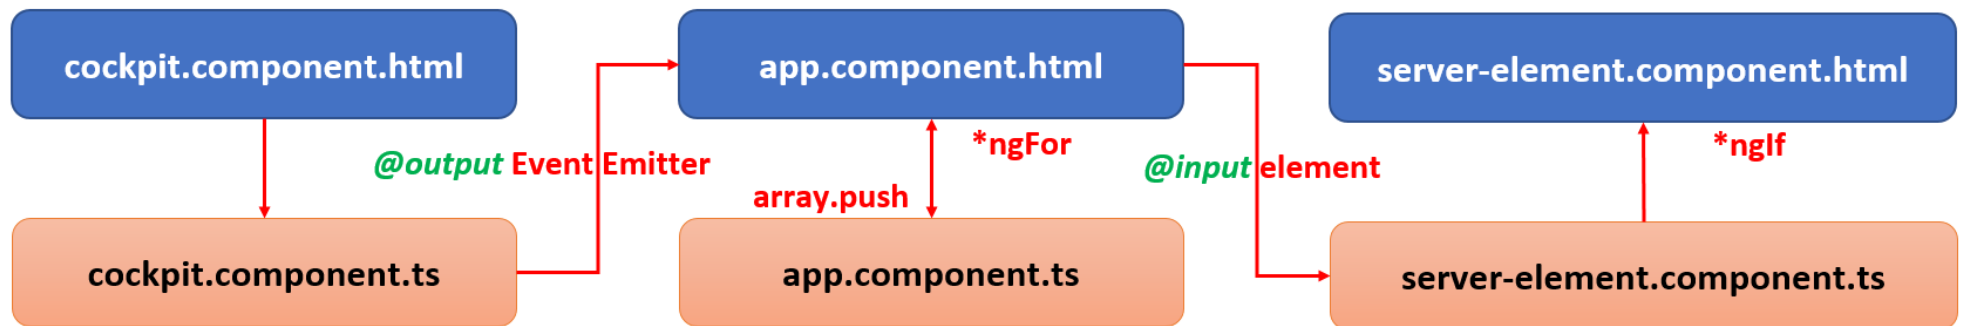 cockpit.component.html
app.component.html
server-element.component.html
@output Event Emitter
*ngFor
array.push
@input element
*ngIf
cockpit.component.ts
app.component.ts
server-element.component.ts